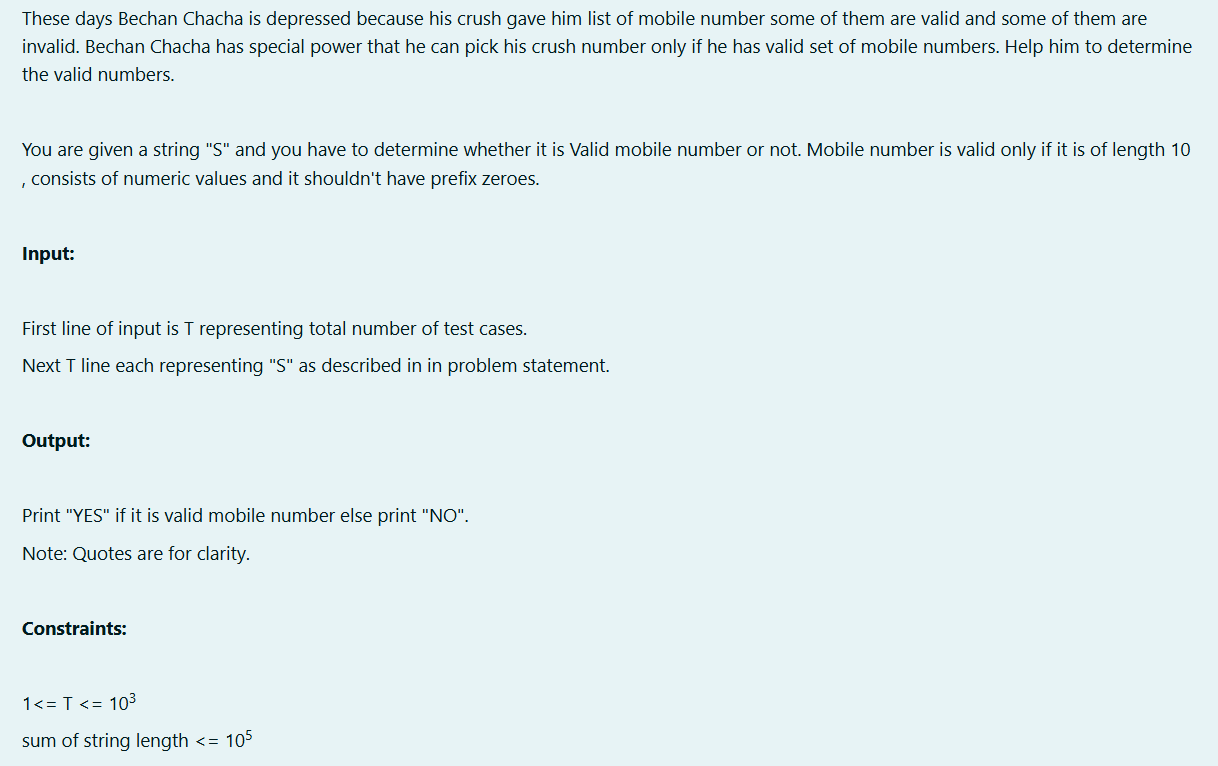 These days Bechan Chacha is depressed because his crush gave him list of mobile number some of them are valid and some of them are
invalid. Bechan Chacha has special power that he can pick his crush number only if he has valid set of mobile numbers. Help him to determine
the valid numbers.
You are given a string "S" and you have to determine whether it is Valid mobile number or not. Mobile number is valid only if it is of length 10
, consists of numeric values and it shouldn't have prefix zeroes.
Input:
First line of input is T representing total number of test cases.
Next T line each representing "S" as described in in problem statement.
Output:
Print "YES" if it is valid mobile number else print "NO".
Note: Quotes are for clarity.
Constraints:
1<= T <= 10³
sum of string length <= 10⁵